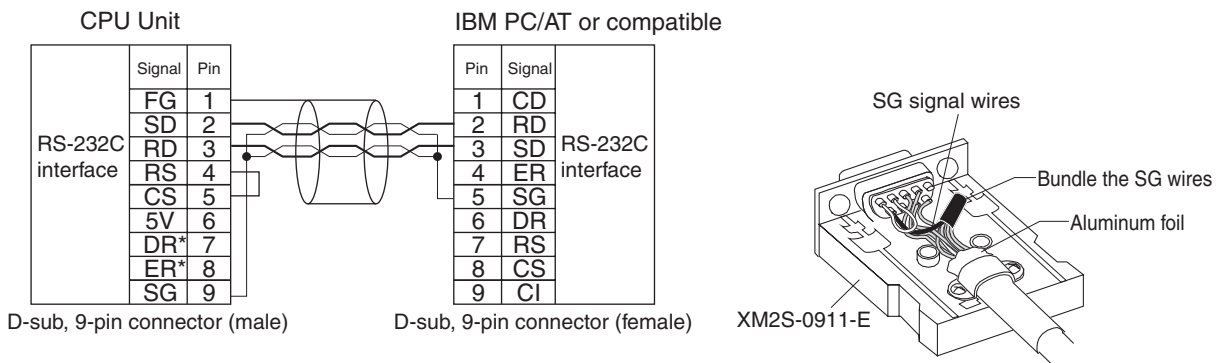 CPU Unit
IBM PC/AT or compatible
Signal Pin
FG 1
SD 2
RD 3
RS 4
CS 5
5V 6
DR* 7
ER* 8
SG 9
RS-232C
interface
D-sub, 9-pin connector (male)
Pin Signal
1 CD
2 RD
3 SD
4 ER
5 SG
6 DR
7 RS
8 CS
9 CI
RS-232C
interface
D-sub, 9-pin connector (female)
SG signal wires
Bundle the SG wires
Aluminum foil
XM2S-0911-E